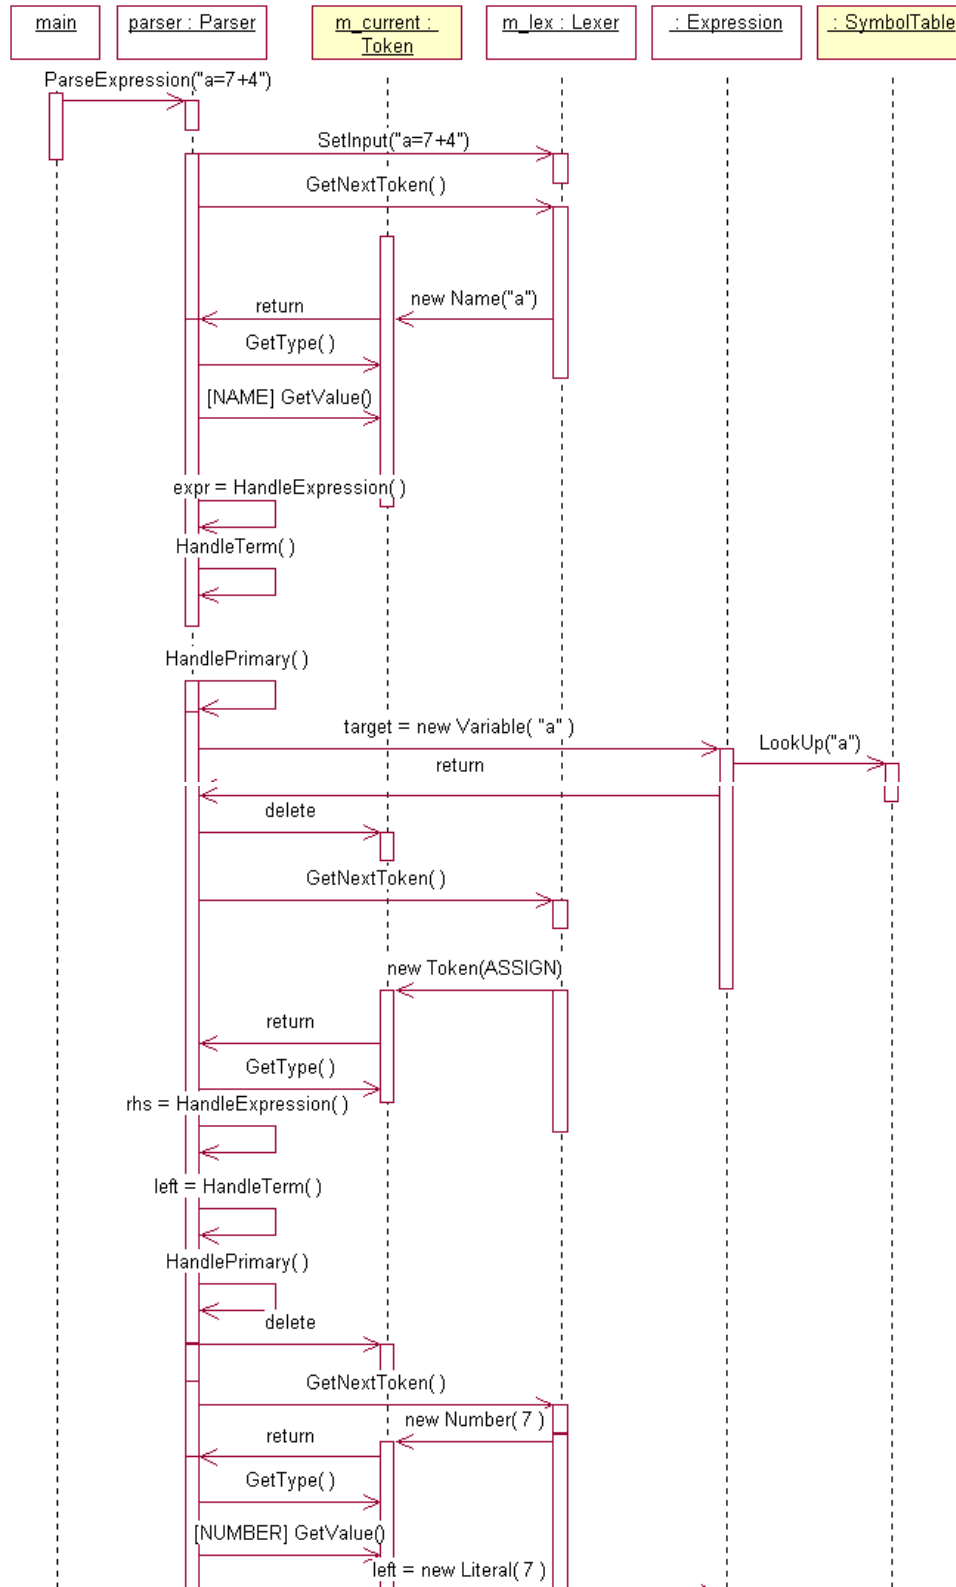 main
parser : Parser
m_current :
Token
m_lex : Lexer
: Expression
: SymbolTable
ParseExpression("a=7+4")
SetInput("a=7+4")
GetNextToken( )
new Name("a")
return
GetType( )
[NAME] GetValue()
expr = HandleExpression( )
HandleTerm( )
HandlePrimary( )
target = new Variable( "a" )
LookUp("a")
return
delete
GetNextToken( )
new Token(ASSIGN)
return
GetType( )
rhs = HandleExpression( )
left = HandleTerm( )
HandlePrimary( )
delete
GetNextToken( )
new Number( 7 )
return
GetType( )
[NUMBER] GetValue()
left = new Literal( 7 )